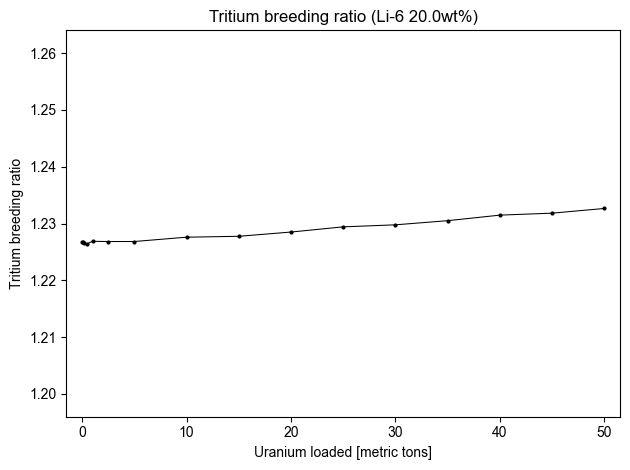 Tritium breeding ratio (Li-6 20.0wt%)
1.26
1.25
1.24
1.23
1.22
1.21
1.20
Tritium breeding ratio
0 10 20 30 40 50
Uranium loaded [metric tons]